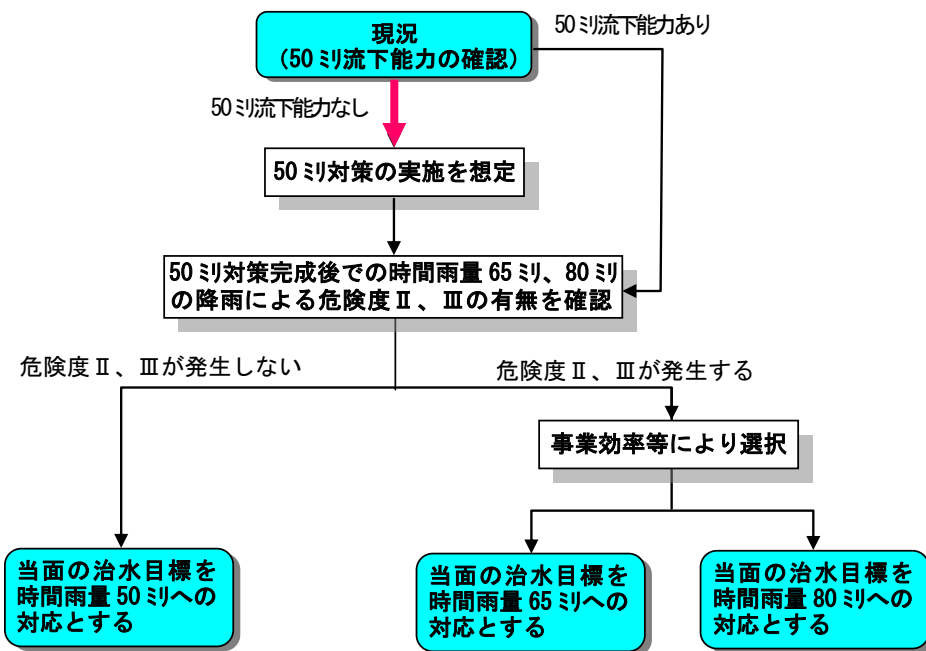 現況
（50ミリ流下能力の確認）
50ミリ流下能力あり
50ミリ流下能力なし
50ミリ対策の実施を想定
50ミリ対策完成後での時間雨量65ミリ、80ミリ
の降雨による危険度Ⅱ、Ⅲの有無を確認
危険度Ⅱ、Ⅲが発生しない
危険度Ⅱ、Ⅲが発生する
事業効率等により選択
当面の治水目標を
時間雨量50ミリへの
対応とする
当面の治水目標を
時間雨量65ミリへの
対応とする
当面の治水目標を
時間雨量80ミリへの
対応とする